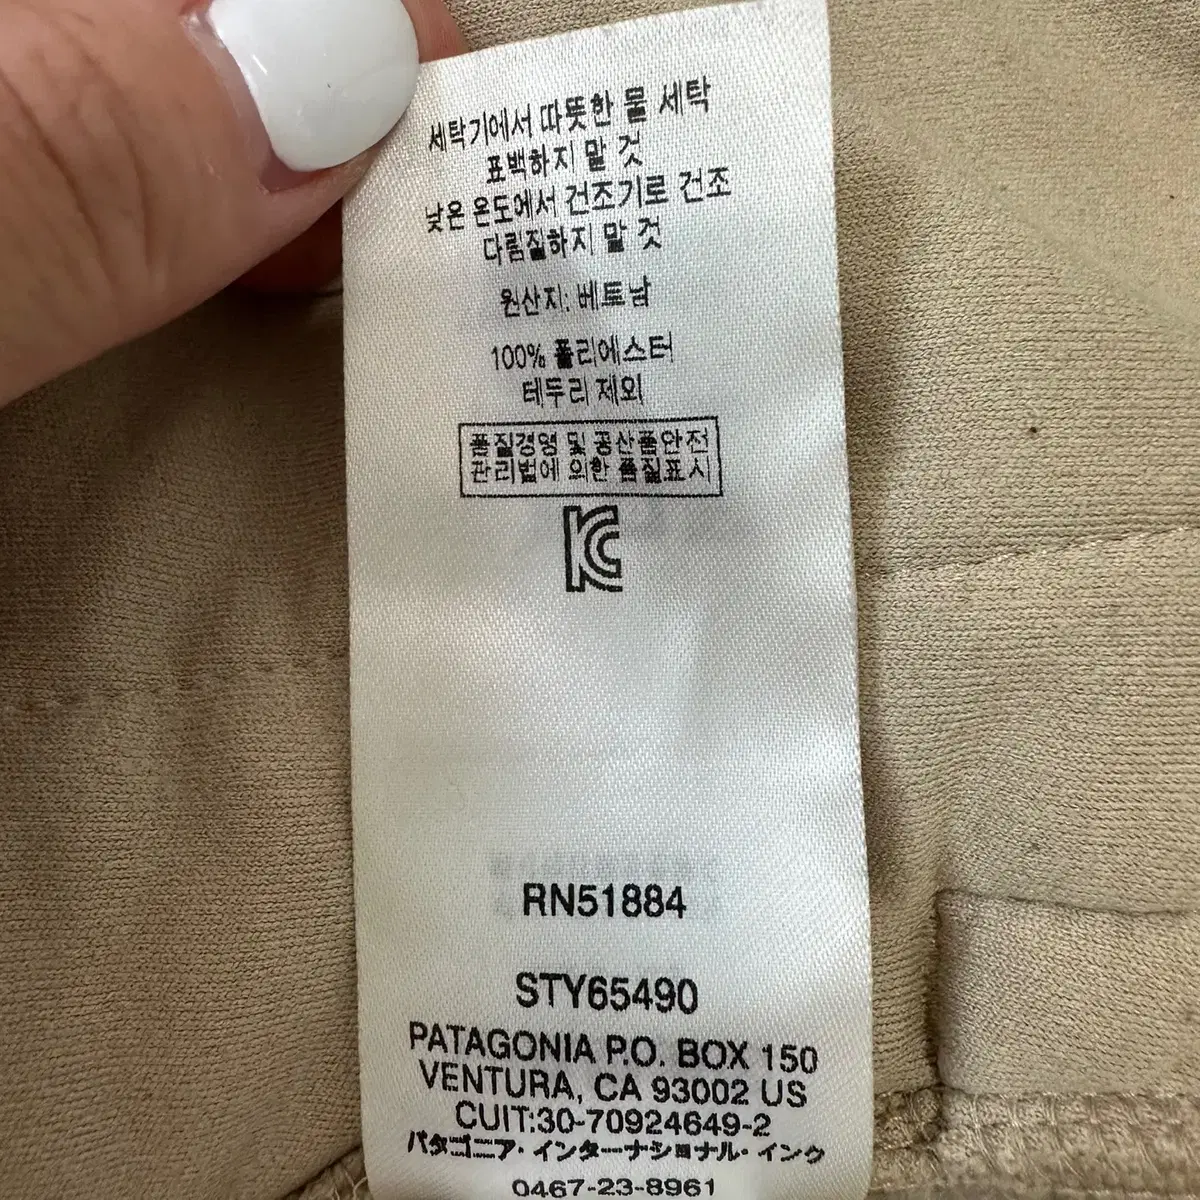 세탁기에서 따뜻한 물 세탁
표백하지 말 것
낮은 온도에서 건조기로 건조
다림질하지 말 것
원산지: 베트남
100% 폴리에스터
테두리 제외
품질경영 및 공산품안전
관리법에 의한 품질표시
KC
RN51884
STY65490
PATAGONIA P.O. BOX 150
VENTURA, CA 93002 US
CUIT:30-70924649-2
パタゴニア・インターナショナル・インク
0467-23-8961